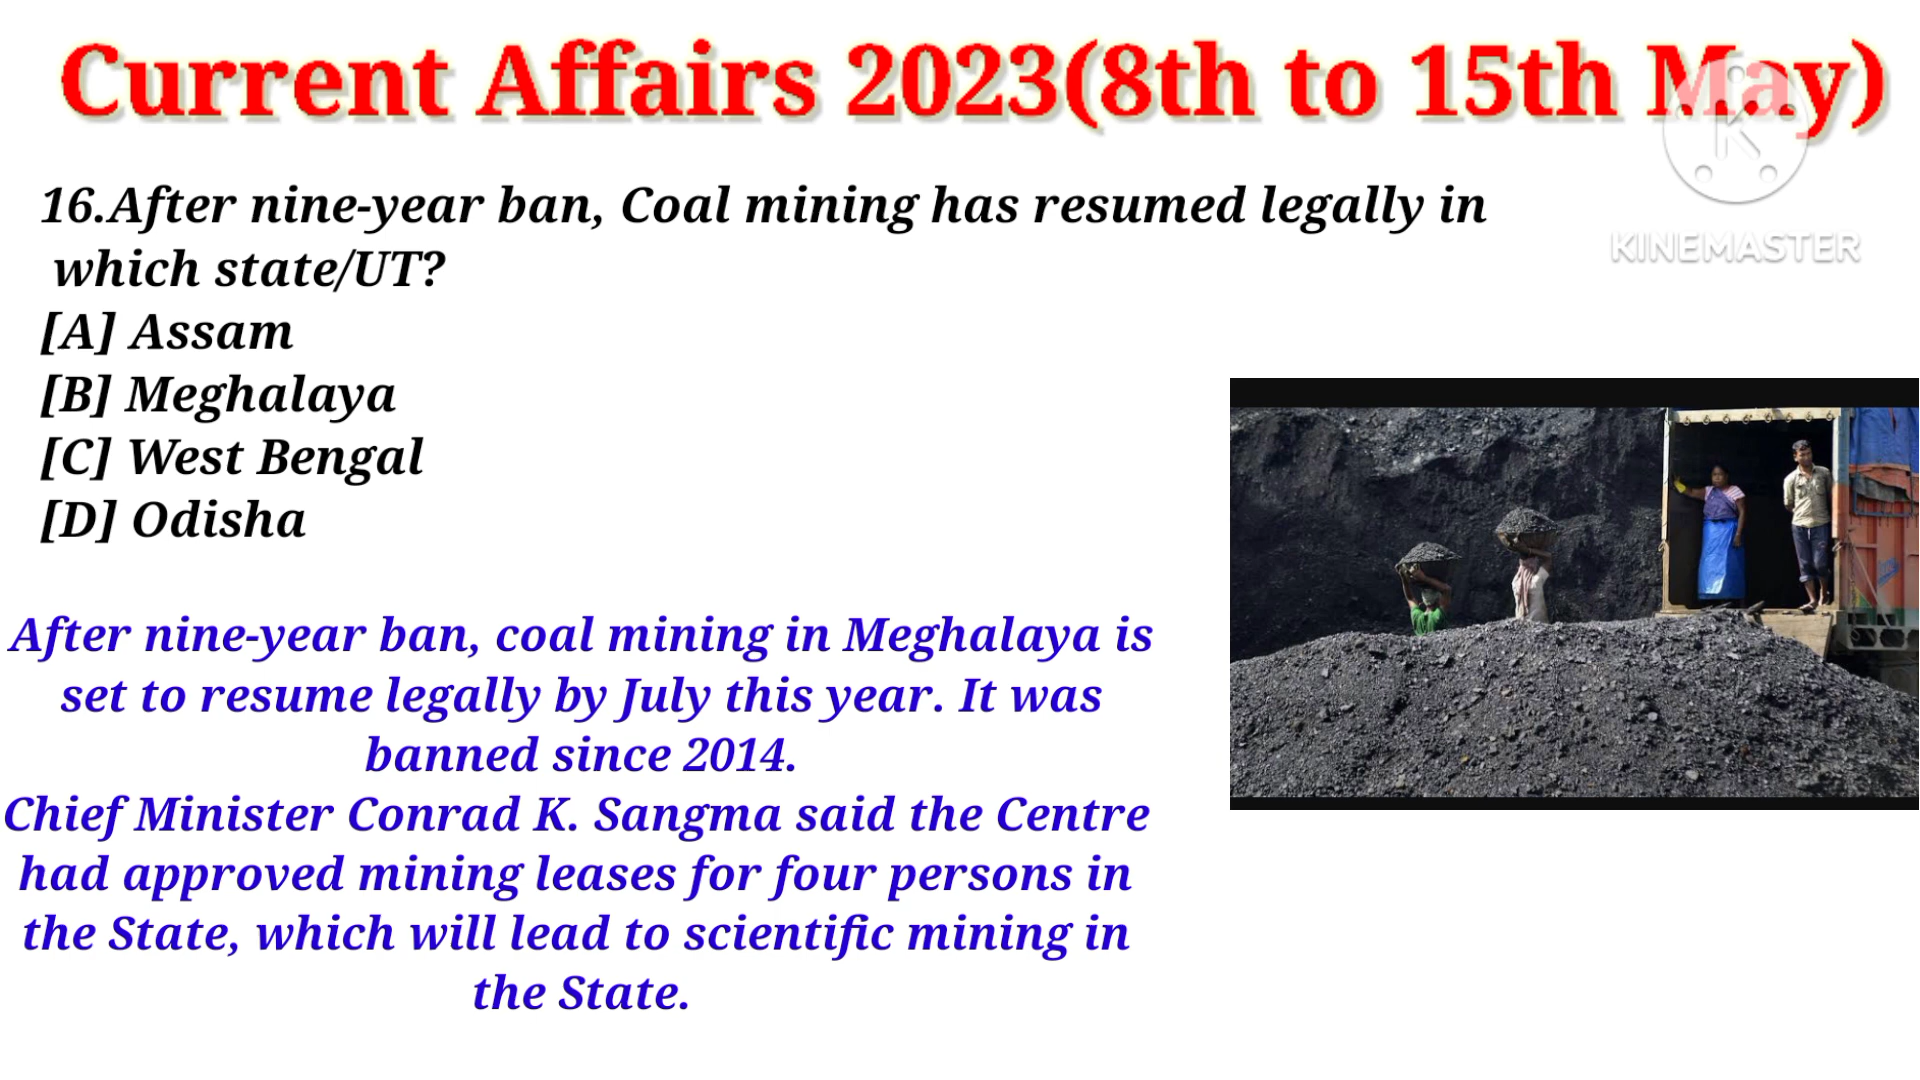 Current Affairs 2023(8th to 15th May)
16.After nine-year ban, Coal mining has resumed legally in
which state/UT?
[A] Assam
[B] Meghalaya
[C] West Bengal
[D] Odisha
After nine-year ban, coal mining in Meghalaya is
set to resume legally by July this year. It was
banned since 2014.
Chief Minister Conrad K. Sangma said the Centre
had approved mining leases for four persons in
the State, which will lead to scientific mining in
the State.
K
KINEMASTER